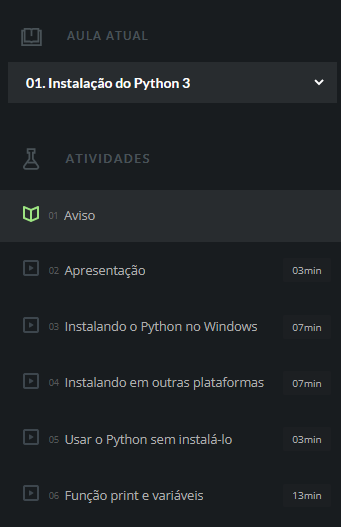 AULA ATUAL
01. Instalação do Python 3
ATIVIDADES
01 Aviso
02 Apresentação 03min
03 Instalando o Python no Windows 07min
04 Instalando em outras plataformas 07min
05 Usar o Python sem instalá-lo 03min
06 Função print e variáveis 13min